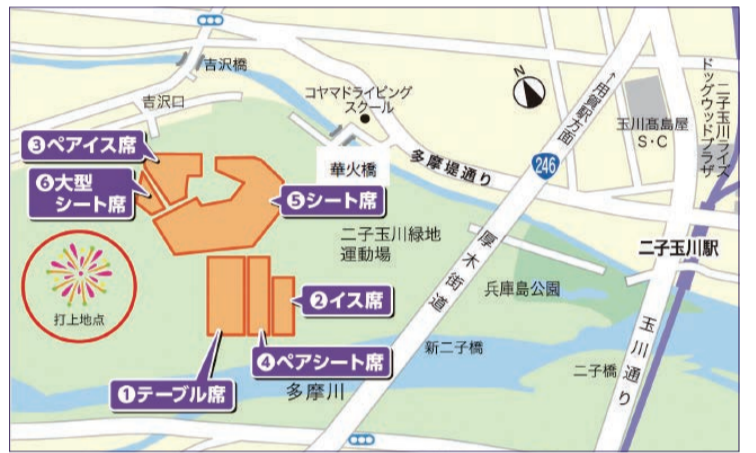 吉沢橋
吉沢口
コヤマドライビング
スクール
N
↑用賀駅方面
玉川髙島屋
S・C
二子玉川ライズ
ドッグウッドプラザ
❸ペアイス席
❻大型
シート席
華火橋
多摩堤通り
246
❺シート席
二子玉川緑地
運動場
厚木街道
二子玉川駅
打上地点
❷イス席
兵庫島公園
❹ペアシート席
新二子橋
二子橋
玉川通り
❶テーブル席
多摩川